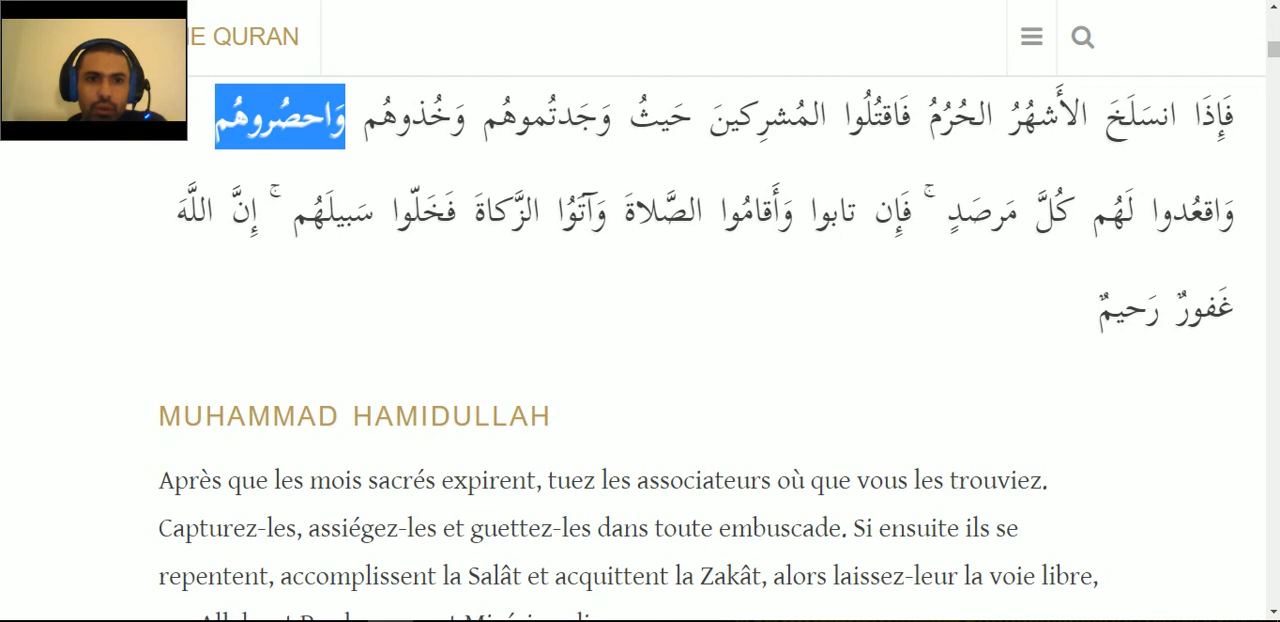 E QURAN
فَإِذَا انسَلَخَ الأَشهُرُ الحُرُمُ فَاقتُلُوا المُشرِكينَ حَيثُ وَجَدتُموهُم وَخُذوهُم وَاحصُروهُم
وَاقعُدوا لَهُم كُلَّ مَرصَدٍ ۚ فَإِن تابوا وَأَقامُوا الصَّلاةَ وَآتَوُا الزَّكاةَ فَخَلّوا سَبيلَهُم ۚ إِنَّ اللَّهَ
غَفورٌ رَحيمٌ
MUHAMMAD HAMIDULLAH
Après que les mois sacrés expirent, tuez les associateurs où que vous les trouviez.
Capturez-les, assiégez-les et guettez-les dans toute embuscade. Si ensuite ils se
repentent, accomplissent la Salât et acquittent la Zakât, alors laissez-leur la voie libre,